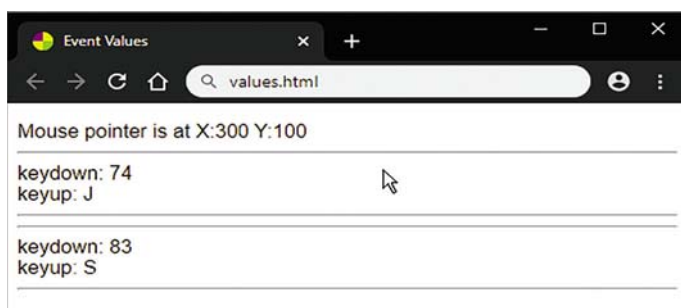 Event Values
values.html
Mouse pointer is at X:300 Y:100
keydown: 74
keyup: J
keydown: 83
keyup: S